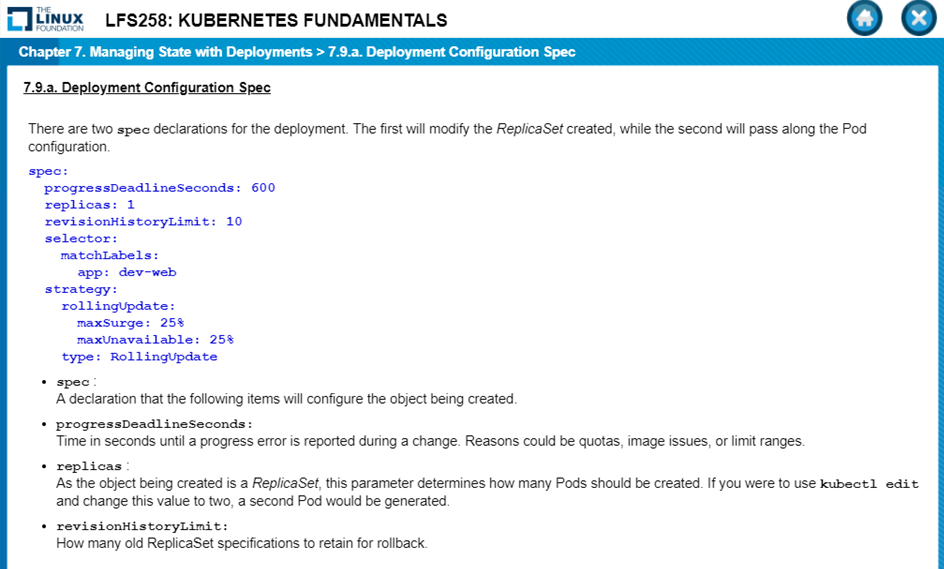 THE
LINUX
FOUNDATION
LFS258: KUBERNETES FUNDAMENTALS
Chapter 7. Managing State with Deployments > 7.9.a. Deployment Configuration Spec
7.9.a. Deployment Configuration Spec
There are two spec declarations for the deployment. The first will modify the ReplicaSet created, while the second will pass along the Pod
configuration.
spec:
  progressDeadlineSeconds: 600
  replicas: 1
  revisionHistoryLimit: 10
  selector:
    matchLabels:
      app: dev-web
  strategy:
    rollingUpdate:
      maxSurge: 25%
      maxUnavailable: 25%
    type: RollingUpdate
• spec:
A declaration that the following items will configure the object being created.
• progressDeadlineSeconds:
Time in seconds until a progress error is reported during a change. Reasons could be quotas, image issues, or limit ranges.
• replicas:
As the object being created is a ReplicaSet, this parameter determines how many Pods should be created. If you were to use kubectl edit
and change this value to two, a second Pod would be generated.
• revisionHistoryLimit:
How many old ReplicaSet specifications to retain for rollback.